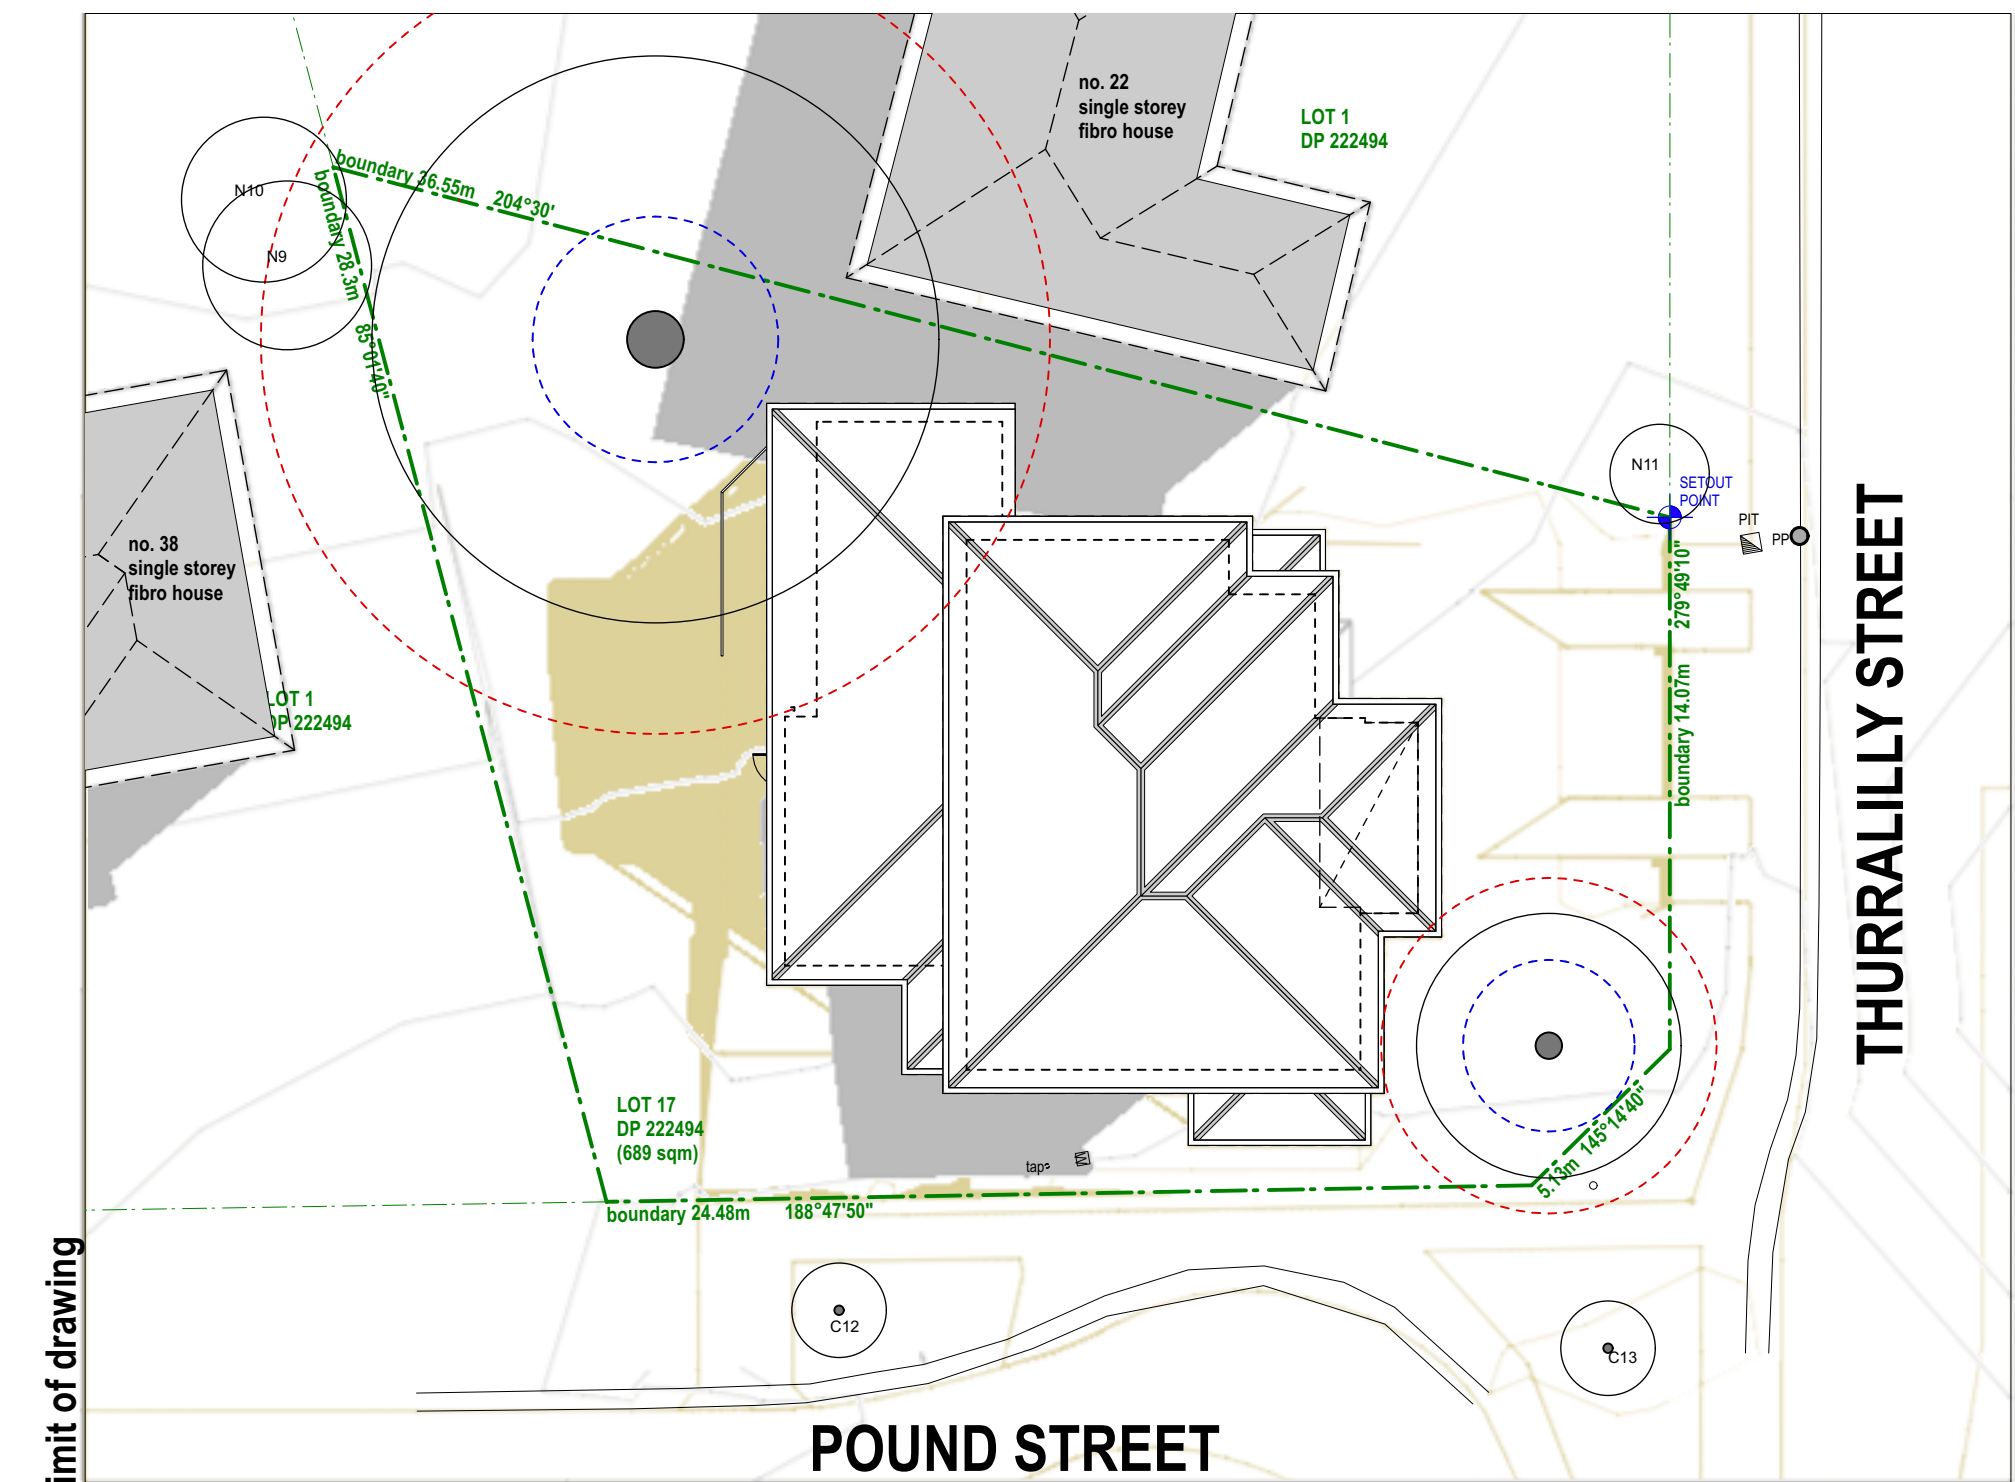 no. 22
single storey
fibro house
LOT 1
DP 222494
boundary 36.55m 204°30'
boundary 28.3m 85°01'40"
N10
N9
N11
SETOUT
POINT
PIT
PP
279°49'10"
boundary 14.07m
THURRALILLY STREET
no. 38
single storey
fibro house
LOT 1
DP 222494
LOT 17
DP 222494
(689 sqm)
tap
5.13m 145°14'40"
boundary 24.48m 188°47'50"
C12
C13
imit of drawing
POUND STREET